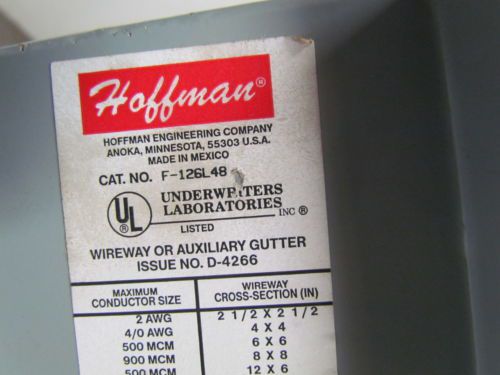 Hoffman®
HOFFMAN ENGINEERING COMPANY
ANOKA, MINNESOTA, 55303 U.S.A.
MADE IN MEXICO
CAT. NO. F-126L48
UL ® UNDERWRITERS
LABORATORIES INC ®
LISTED
WIREWAY OR AUXILIARY GUTTER
ISSUE NO. D-4266
MAXIMUM CONDUCTOR SIZE WIREWAY CROSS-SECTION (IN)
2 AWG 2 1/2 X 2 1/2
4/0 AWG 4 X 4
500 MCM 6 X 6
900 MCM 8 X 8
500 MCM 12 X 6